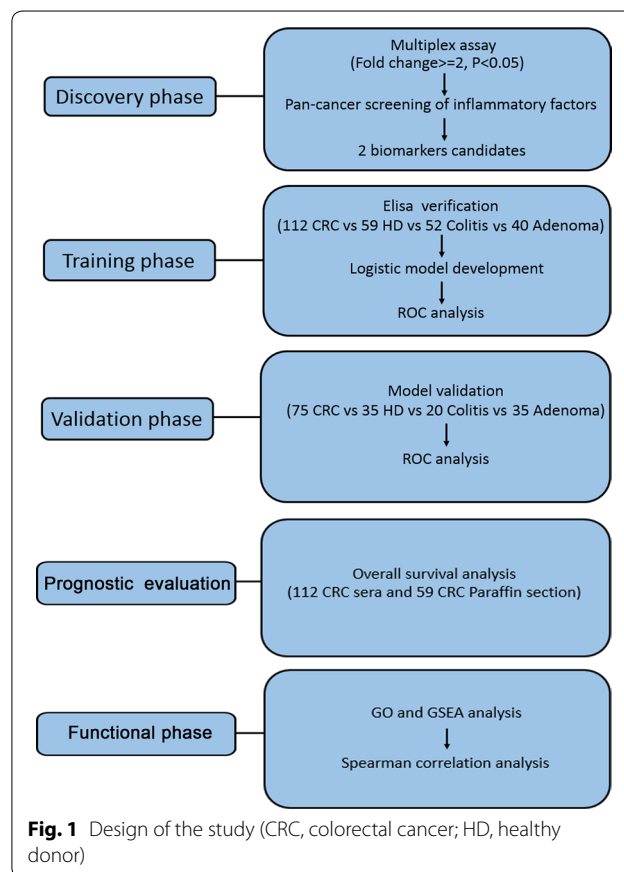 Discovery phase
Multiplex assay
(Fold change>=2, P<0.05)
Pan-cancer screening of inflammatory factors
2 biomarkers candidates
Training phase
Elisa verification
(112 CRC vs 59 HD vs 52 Colitis vs 40 Adenoma)
Logistic model development
ROC analysis
Validation phase
Model validation
(75 CRC vs 35 HD vs 20 Colitis vs 35 Adenoma)
ROC analysis
Prognostic evaluation
Overall survival analysis
(112 CRC sera and 59 CRC Paraffin section)
Functional phase
GO and GSEA analysis
Spearman correlation analysis
Fig. 1 Design of the study (CRC, colorectal cancer; HD, healthy
donor)